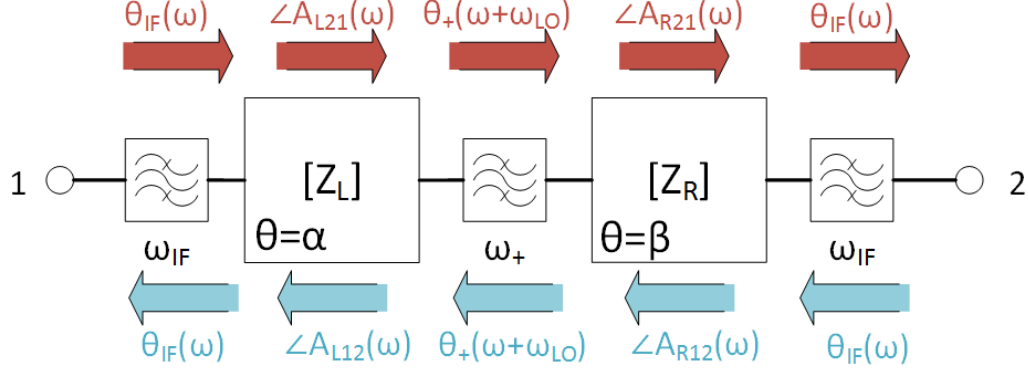 θIF(ω) ∠AL21(ω) θ+(ω+ωLO) ∠AR21(ω) θIF(ω)
1 [ZL] [ZR] 2
θ=α θ=β
ωIF ω+ ωIF
θIF(ω) ∠AL12(ω) θ+(ω+ωLO) ∠AR12(ω) θIF(ω)